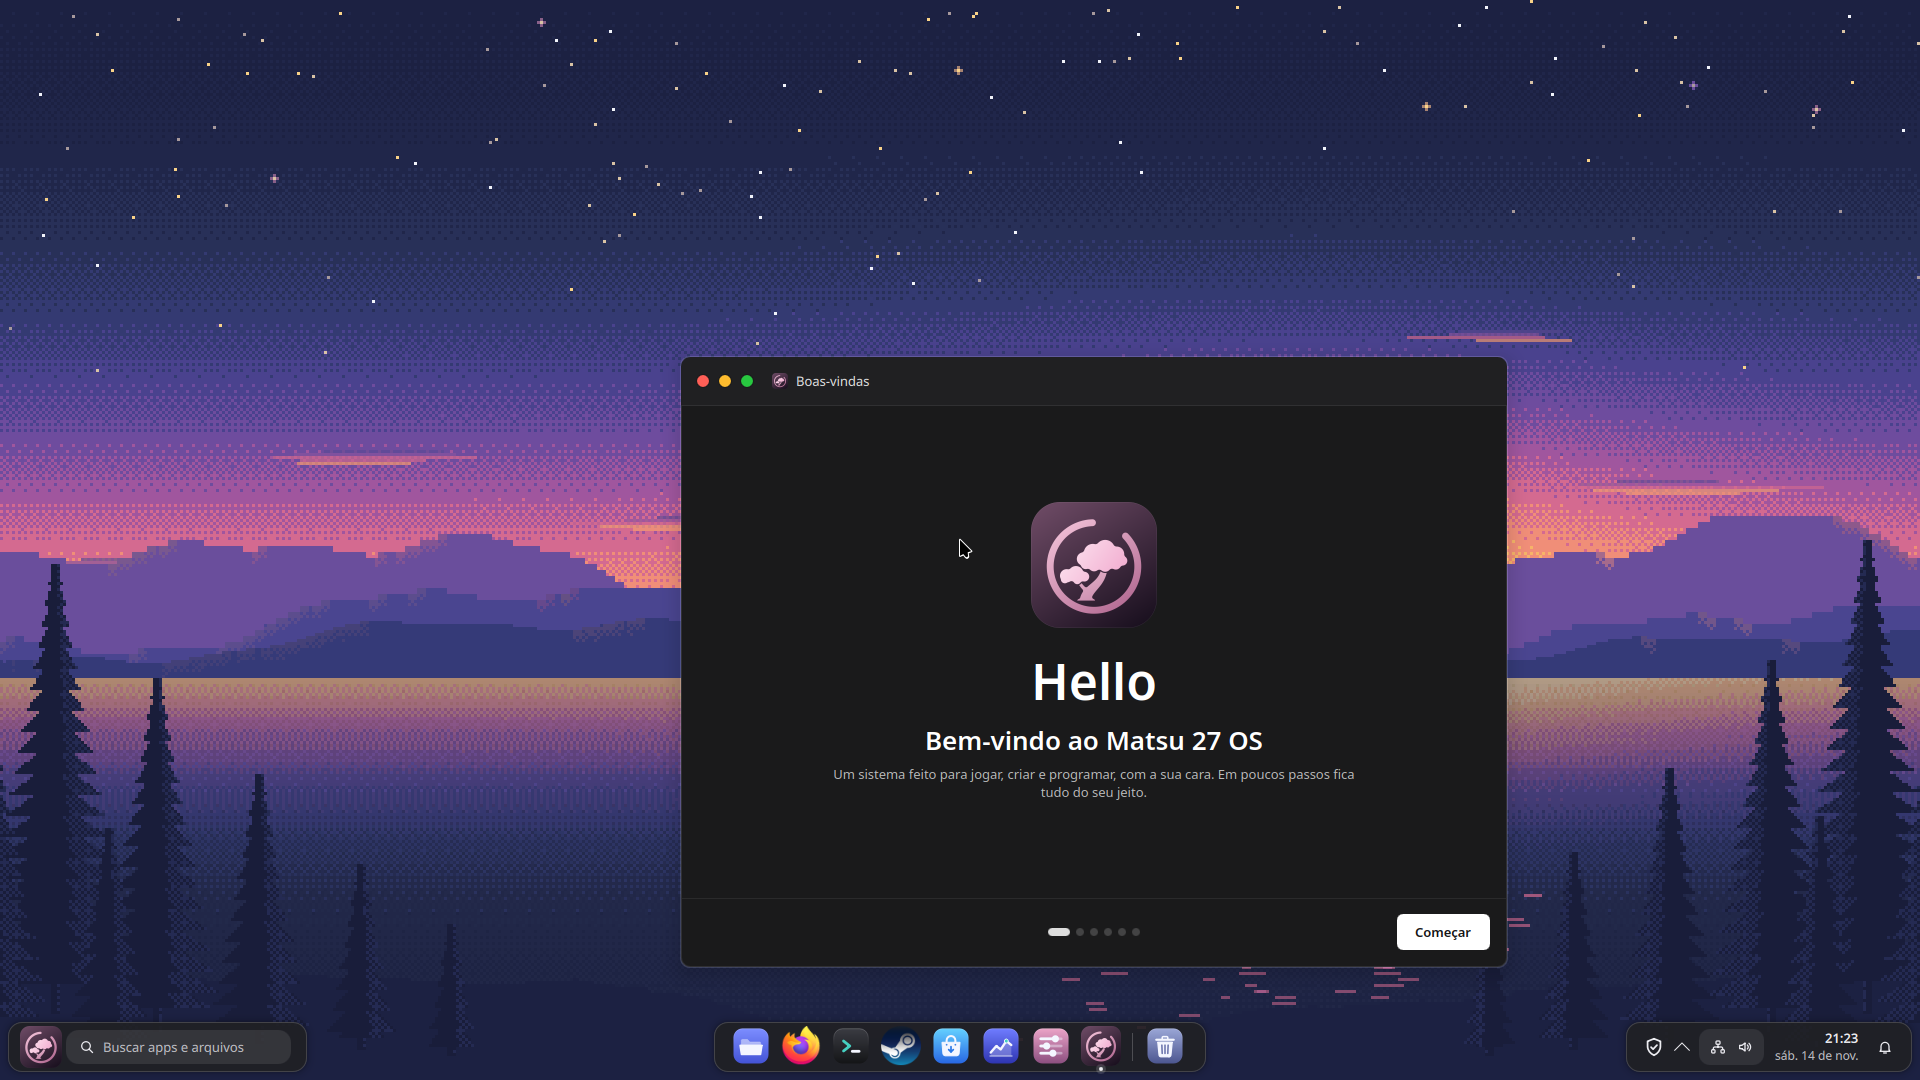 Boas-vindas
Hello
Bem-vindo ao Matsu 27 OS
Um sistema feito para jogar, criar e programar, com a sua cara. Em poucos passos fica
tudo do seu jeito.
Começar
Buscar apps e arquivos
21:23
sáb. 14 de nov.